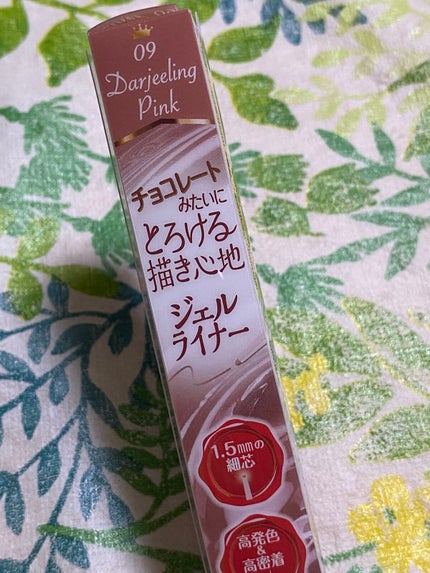 09
Darjeeling
Pink
チョコレート
みたいに
とろける
描き心地
ジェル
ライナー
1.5mmの
細芯
高発色
&
高密着